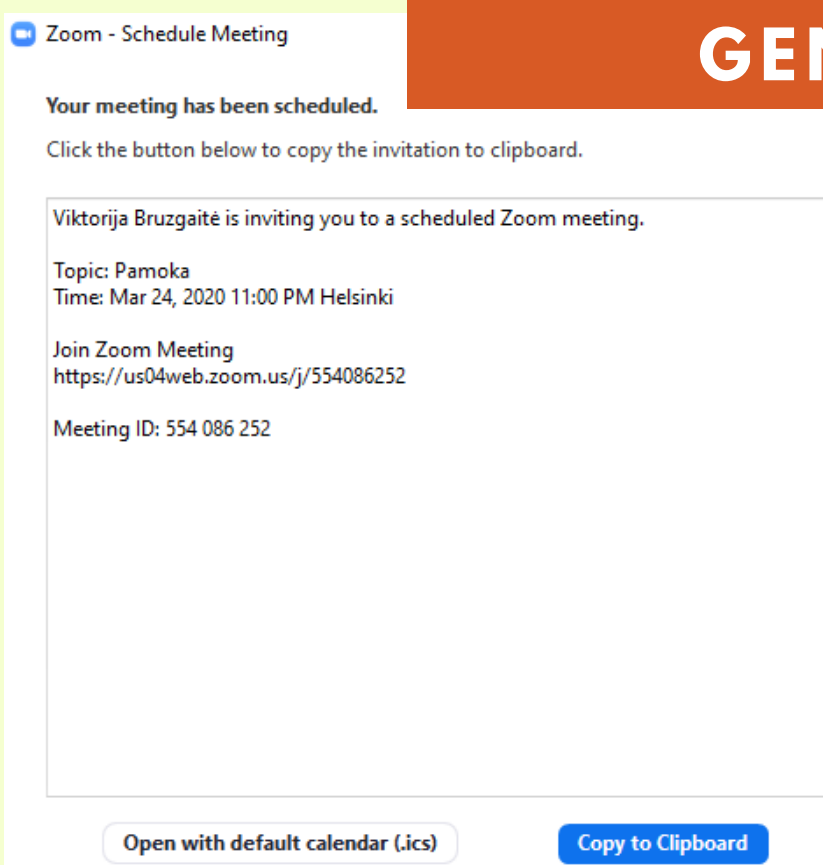 Zoom - Schedule Meeting
Your meeting has been scheduled.
Click the button below to copy the invitation to clipboard.
Viktorija Bruzgaitė is inviting you to a scheduled Zoom meeting.
Topic: Pamoka
Time: Mar 24, 2020 11:00 PM Helsinki
Join Zoom Meeting
https://us04web.zoom.us/j/554086252
Meeting ID: 554 086 252
Open with default calendar (.ics)
Copy to Clipboard